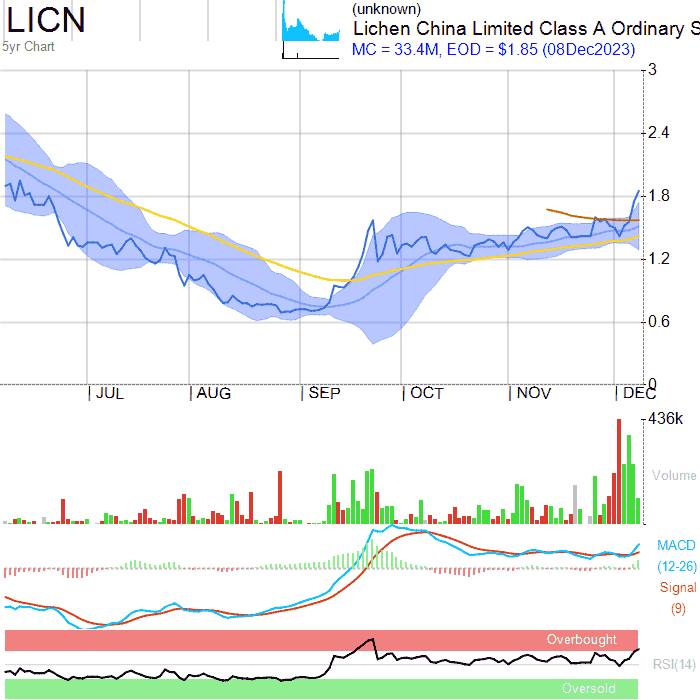 LICN
5yr Chart
(unknown)
Lichen China Limited Class A Ordinary S
MC = 33.4M, EOD = $1.85 (08Dec2023)
3
2.4
1.8
1.2
0.6
0
JUL AUG SEP OCT NOV DEC
436k
Volume
MACD
(12-26)
Signal
(9)
Overbought
RSI(14)
Oversold